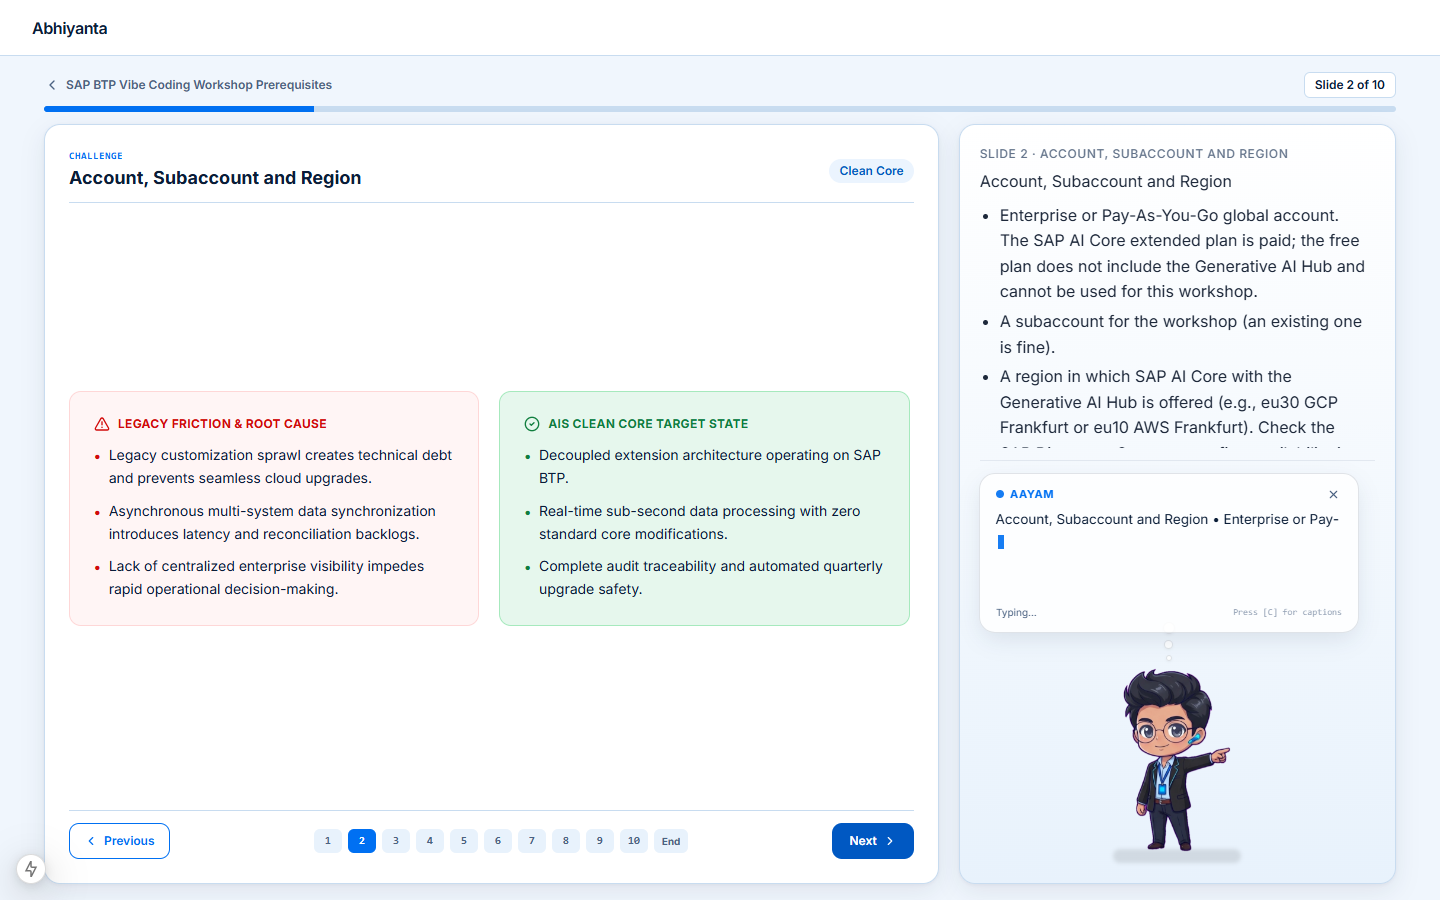 Abhiyanta
SAP BTP Vibe Coding Workshop Prerequisites
Slide 2 of 10
CHALLENGE
Account, Subaccount and Region
Clean Core
LEGACY FRICTION & ROOT CAUSE
• Legacy customization sprawl creates technical debt
and prevents seamless cloud upgrades.
• Asynchronous multi-system data synchronization
introduces latency and reconciliation backlogs.
• Lack of centralized enterprise visibility impedes
rapid operational decision-making.
AIS CLEAN CORE TARGET STATE
• Decoupled extension architecture operating on SAP
BTP.
• Real-time sub-second data processing with zero
standard core modifications.
• Complete audit traceability and automated quarterly
upgrade safety.
Previous
1 2 3 4 5 6 7 8 9 10 End
Next
SLIDE 2 · ACCOUNT, SUBACCOUNT AND REGION
Account, Subaccount and Region
• Enterprise or Pay-As-You-Go global account.
The SAP AI Core extended plan is paid; the free
plan does not include the Generative AI Hub and
cannot be used for this workshop.
• A subaccount for the workshop (an existing one
is fine).
• A region in which SAP AI Core with the
Generative AI Hub is offered (e.g., eu30 GCP
Frankfurt or eu10 AWS Frankfurt). Check the
AAYAM
Account, Subaccount and Region • Enterprise or Pay-
Typing...
Press [C] for captions